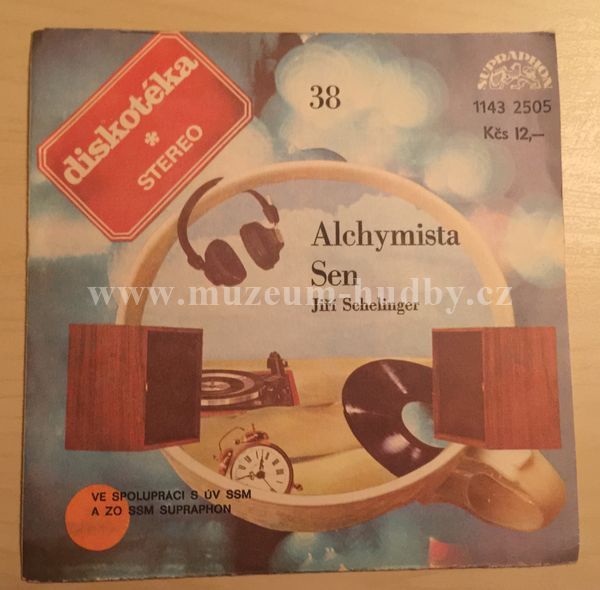 diskotéka
*
STEREO
38
SUPRAPHON
1143 2505
Kčs 12,—
Alchymista
Sen
Jiří Schelinger
www.muzeum-hudby.cz
VE SPOLUPRÁCI S ÚV SSM
A ZO SSM SUPRAPHON